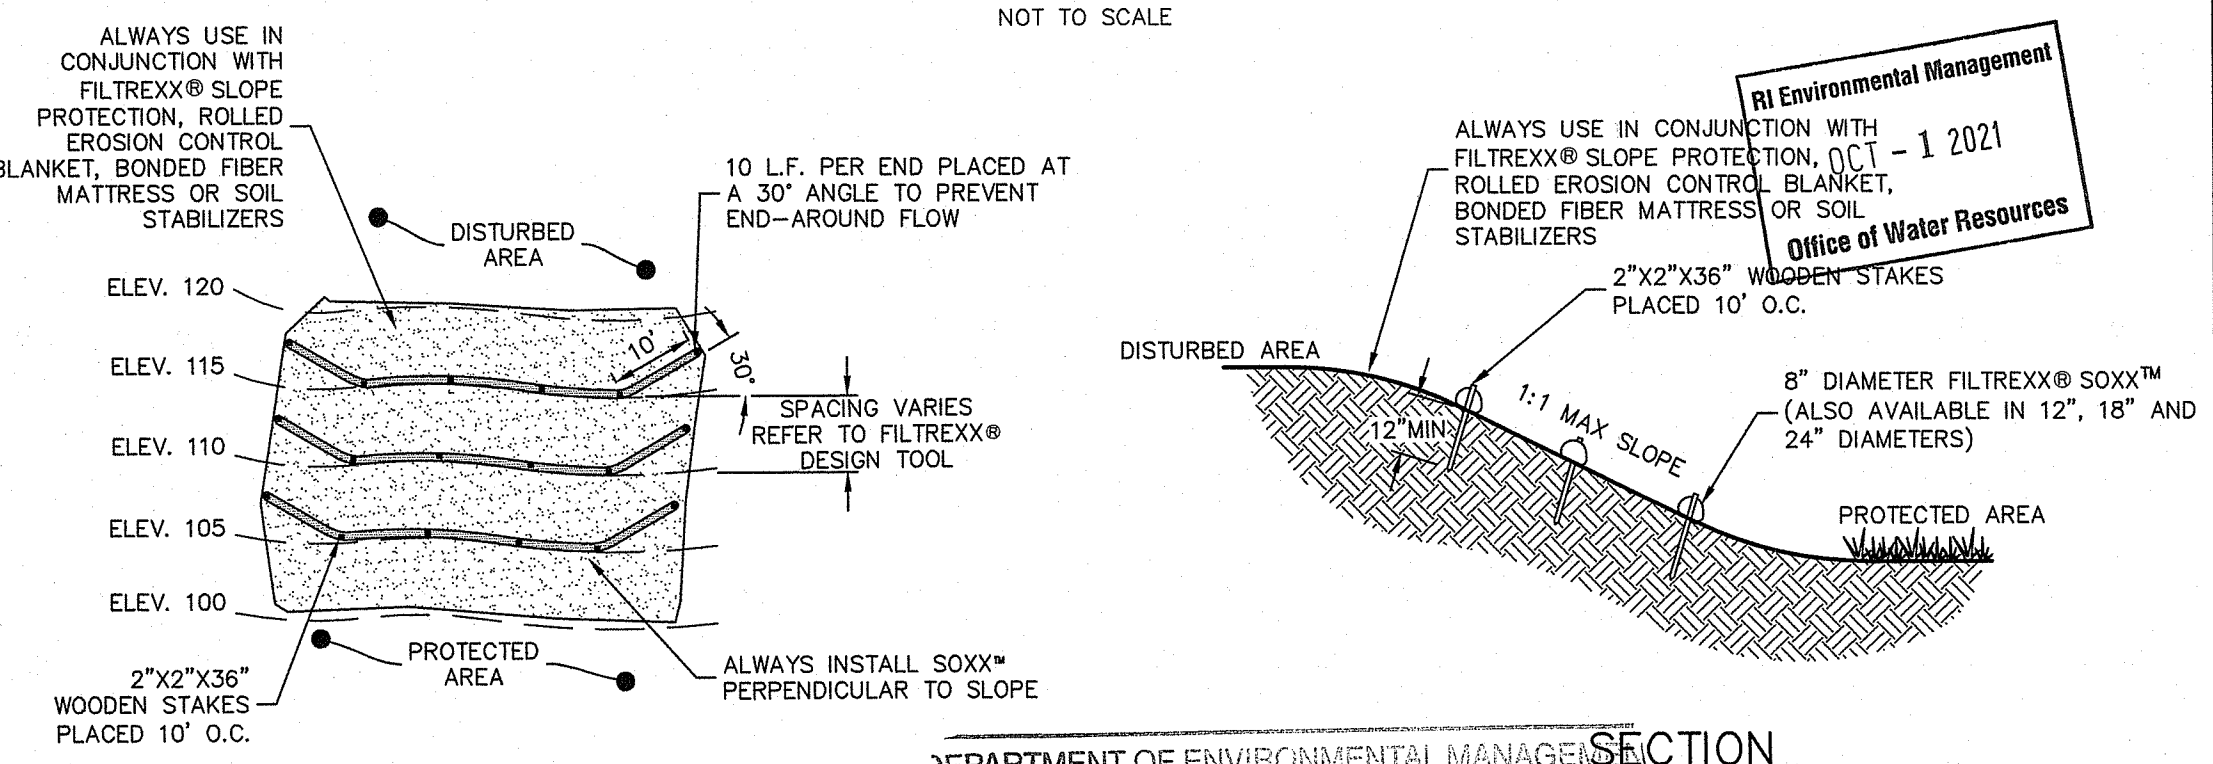 NOT TO SCALE
ALWAYS USE IN
CONJUNCTION WITH
FILTREXX® SLOPE
PROTECTION, ROLLED
EROSION CONTROL
BLANKET, BONDED FIBER
MATTRESS OR SOIL
STABILIZERS
DISTURBED
AREA
10 L.F. PER END PLACED AT
A 30° ANGLE TO PREVENT
END-AROUND FLOW
ELEV. 120
ELEV. 115
ELEV. 110
ELEV. 105
ELEV. 100
10'
30°
SPACING VARIES
REFER TO FILTREXX®
DESIGN TOOL
PROTECTED
AREA
2"X2"X36"
WOODEN STAKES
PLACED 10' O.C.
ALWAYS INSTALL SOXX™
PERPENDICULAR TO SLOPE
RI Environmental Management
OCT - 1 2021
Office of Water Resources
ALWAYS USE IN CONJUNCTION WITH
FILTREXX® SLOPE PROTECTION,
ROLLED EROSION CONTROL BLANKET,
BONDED FIBER MATTRESS OR SOIL
STABILIZERS
2"X2"X36" WOODEN STAKES
PLACED 10' O.C.
DISTURBED AREA
12"MIN
1:1 MAX SLOPE
8" DIAMETER FILTREXX® SOXX™
(ALSO AVAILABLE IN 12", 18" AND
24" DIAMETERS)
PROTECTED AREA
SECTION
DEPARTMENT OF ENVIRONMENTAL MANAGEMEN